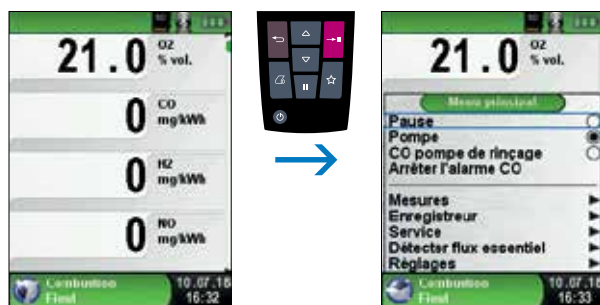 21.0 O2
% vol.
0 CO
mg/kWh
0 H2
mg/kWh
0 NO
mg/kWh
Combustion 10.07.18
Fioul 16:32
21.0 O2
% vol.
Menu principal
Pause
Pompe
CO pompe de rinçage
Arrêter l'alarme CO
Mesures
Enregistreur
Service
Détecter flux essentiel
Réglages
Combustion 10.07.18
Fioul 16:33